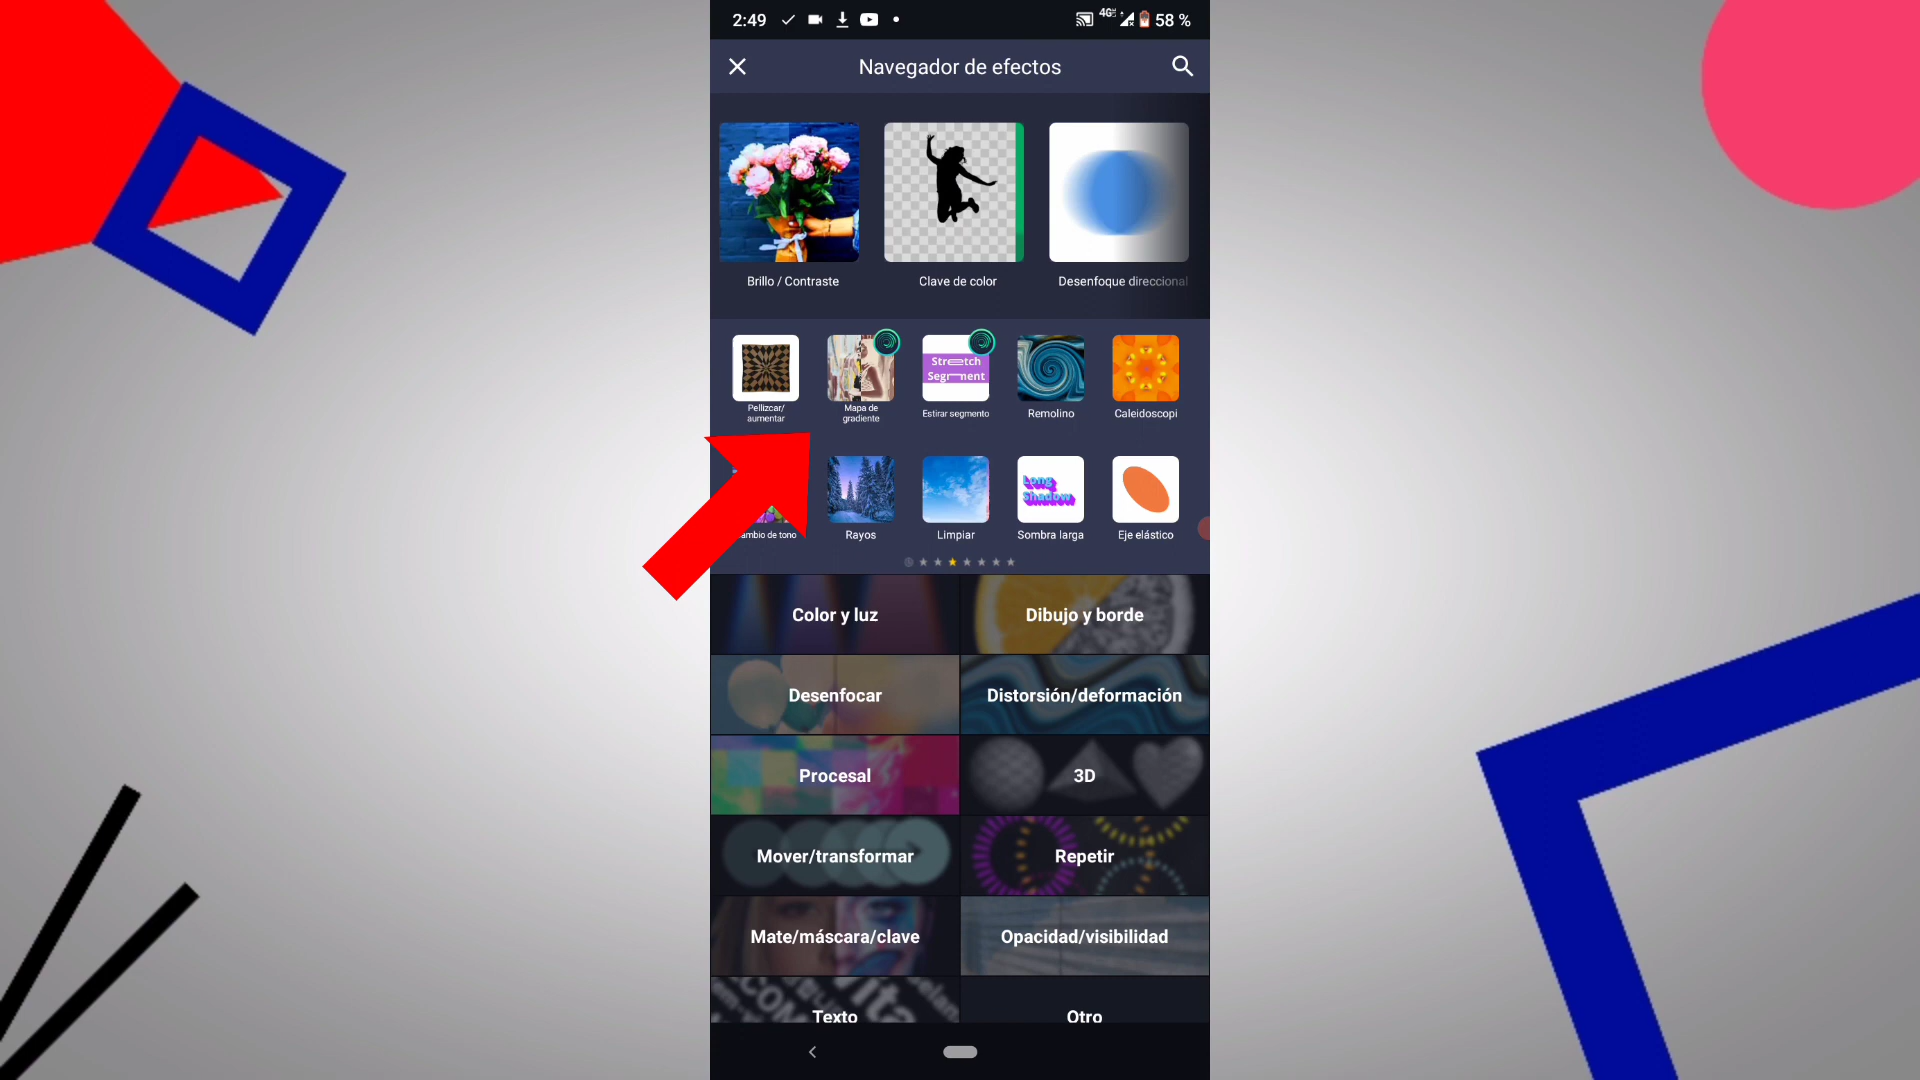 2:49
4G
58 %
Navegador de efectos
Brillo / Contraste
Clave de color
Desenfoque direccional
Stretch
Segment
Pellizcar/
aumentar
Mapa de
gradiente
Estirar segmento
Remolino
Caleidoscopi
Long
Shadow
ambio de tono
Rayos
Limpiar
Sombra larga
Eje elástico
Color y luz
Dibujo y borde
Desenfocar
Distorsión/deformación
Procesal
3D
Mover/transformar
Repetir
Mate/máscara/clave
Opacidad/visibilidad
Texto
Otro